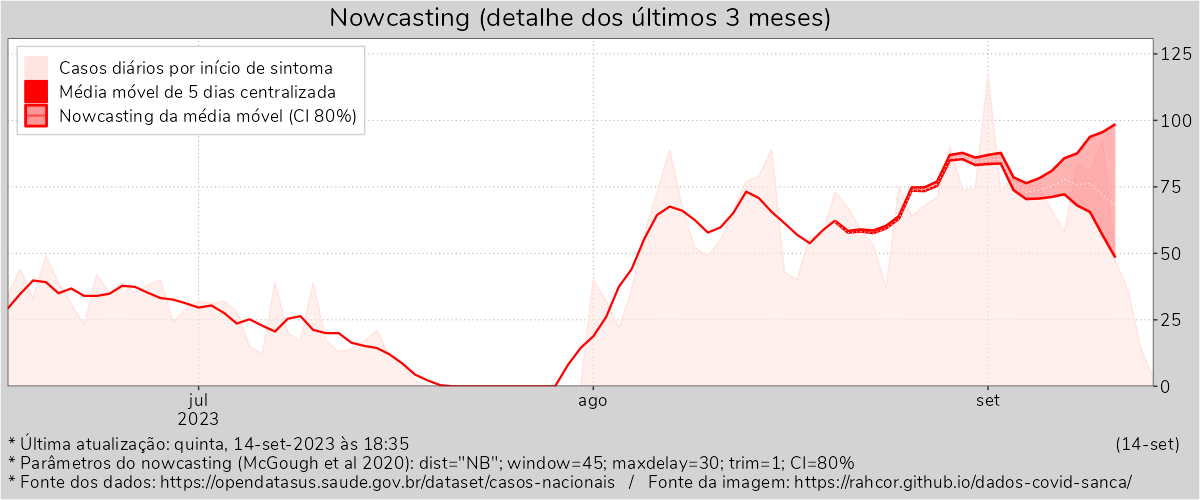 Nowcasting (detalhe dos últimos 3 meses)
Casos diários por início de sintoma
Média móvel de 5 dias centralizada
Nowcasting da média móvel (CI 80%)
125
100
75
50
25
0
jul
2023
ago
set
* Última atualização: quinta, 14-set-2023 às 18:35
(14-set)
* Parâmetros do nowcasting (McGough et al 2020): dist="NB"; window=45; maxdelay=30; trim=1; CI=80%
* Fonte dos dados: https://opendatasus.saude.gov.br/dataset/casos-nacionais / Fonte da imagem: https://rahcor.github.io/dados-covid-sanca/